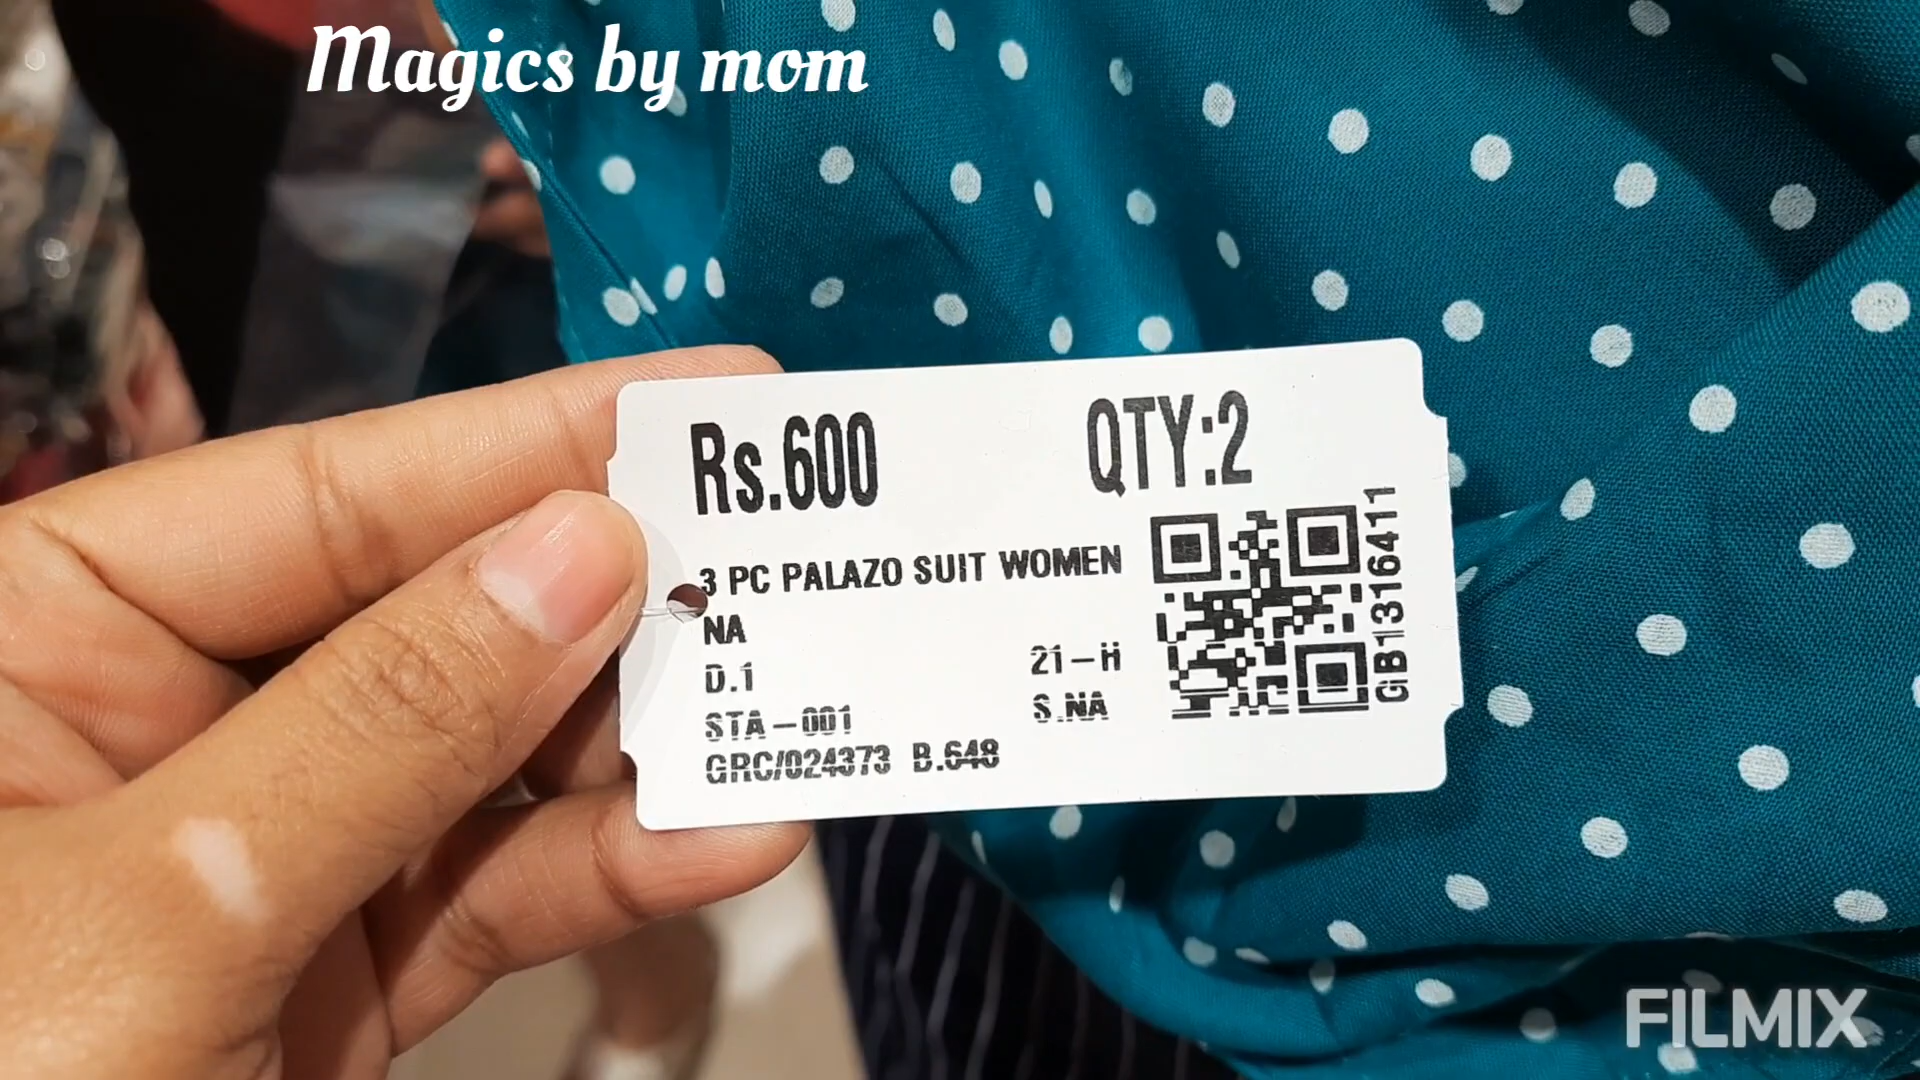 Magics by mom
Rs.600 QTY:2
3 PC PALAZO SUIT WOMEN
NA
D.1 21-H
STA-001 S.NA
GRC/024373 B.648
GB1316411
FILMIX